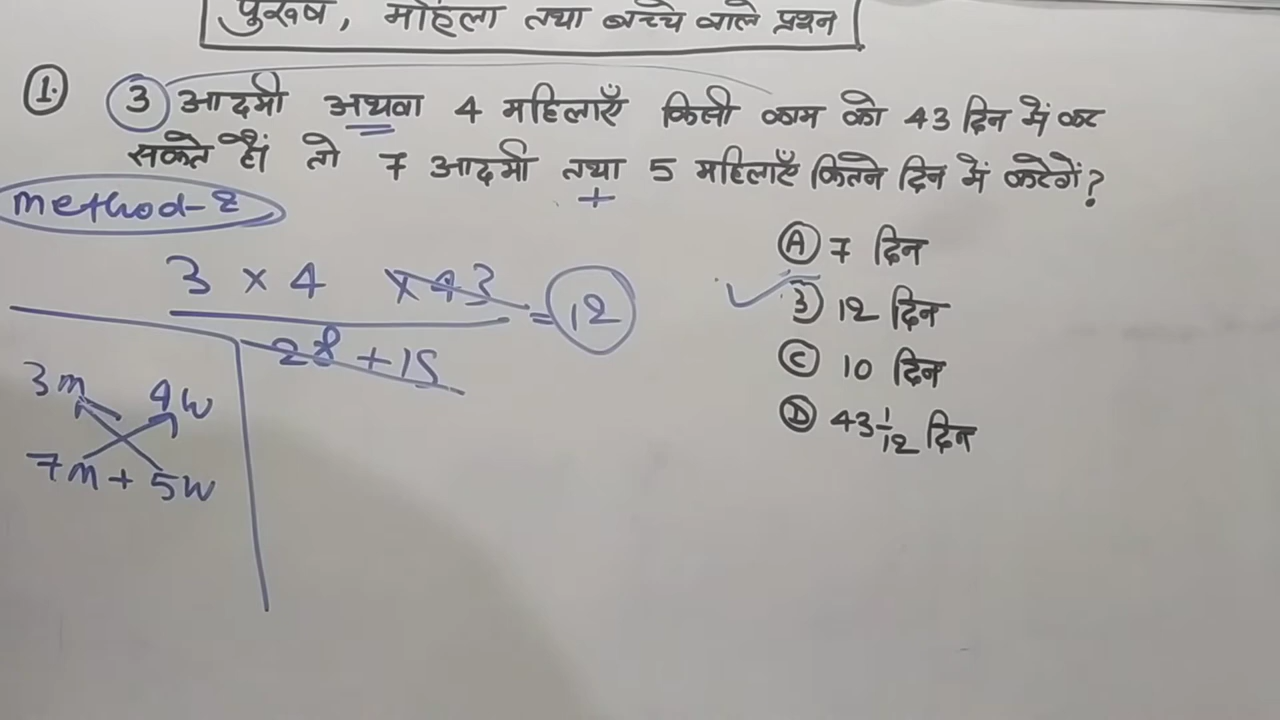 पुरुष, महिला तथा बच्चे वाले प्रश्न
① 3 आदमी अथवा 4 महिलाएँ किसी काम को 43 दिन में कर
सकते हैं तो 7 आदमी तथा 5 महिलाएँ कितने दिन में करेगें?
+
method-2
3 × 4 × 43 = 12
28 + 15
3m 4w
7m + 5w
Ⓐ 7 दिन
Ⓑ 12 दिन
Ⓒ 10 दिन
Ⓓ 43 1/12 दिन